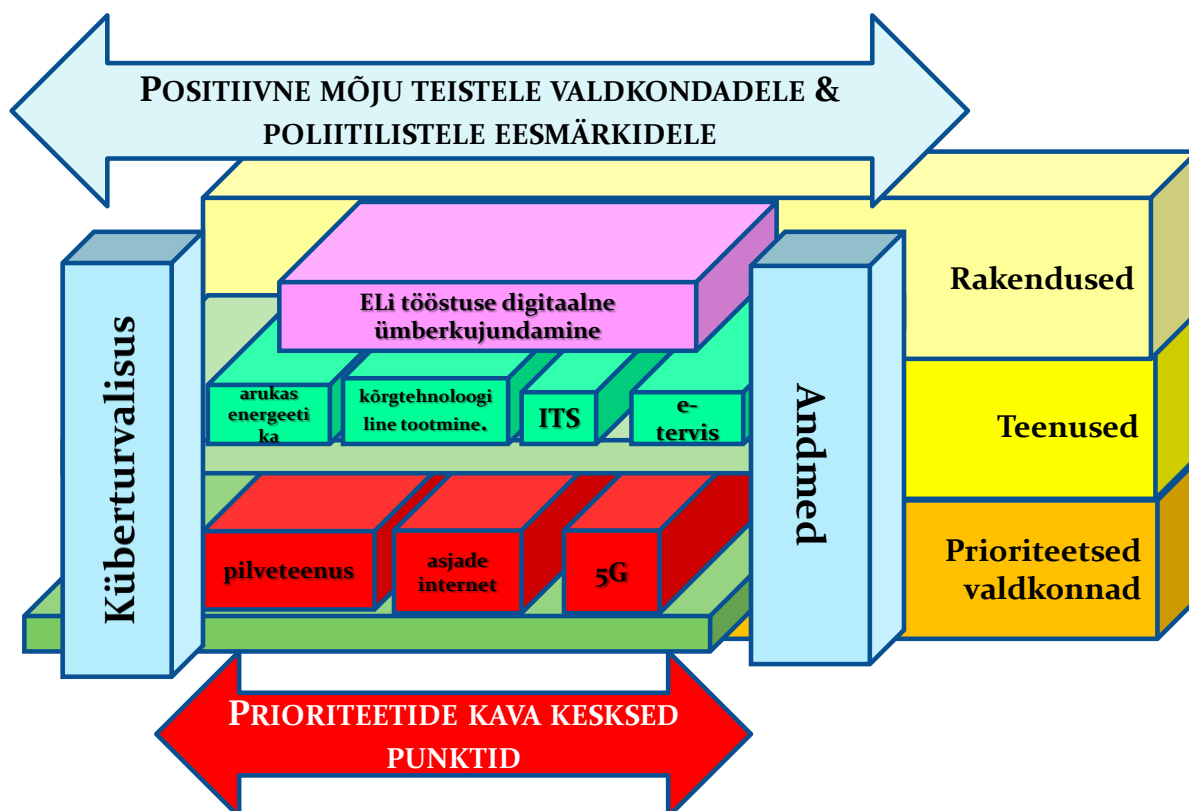 POSITIIVNE MÕJU TEISTELE VALDKONDADELE &
POLIITILISTELE EESMÄRKIDELE
Küberturvalisus
ELi tööstuse digitaalne
ümberkujundamine
arukas
energeeti
ka
kõrgtehnoloogi
line tootmine.
ITS
e-
tervis
pilveteenus
asjade
internet
5G
Andmed
Rakendused
Teenused
Prioriteetsed
valdkonnad
PRIORITEETIDE KAVA KESKSED
PUNKTID